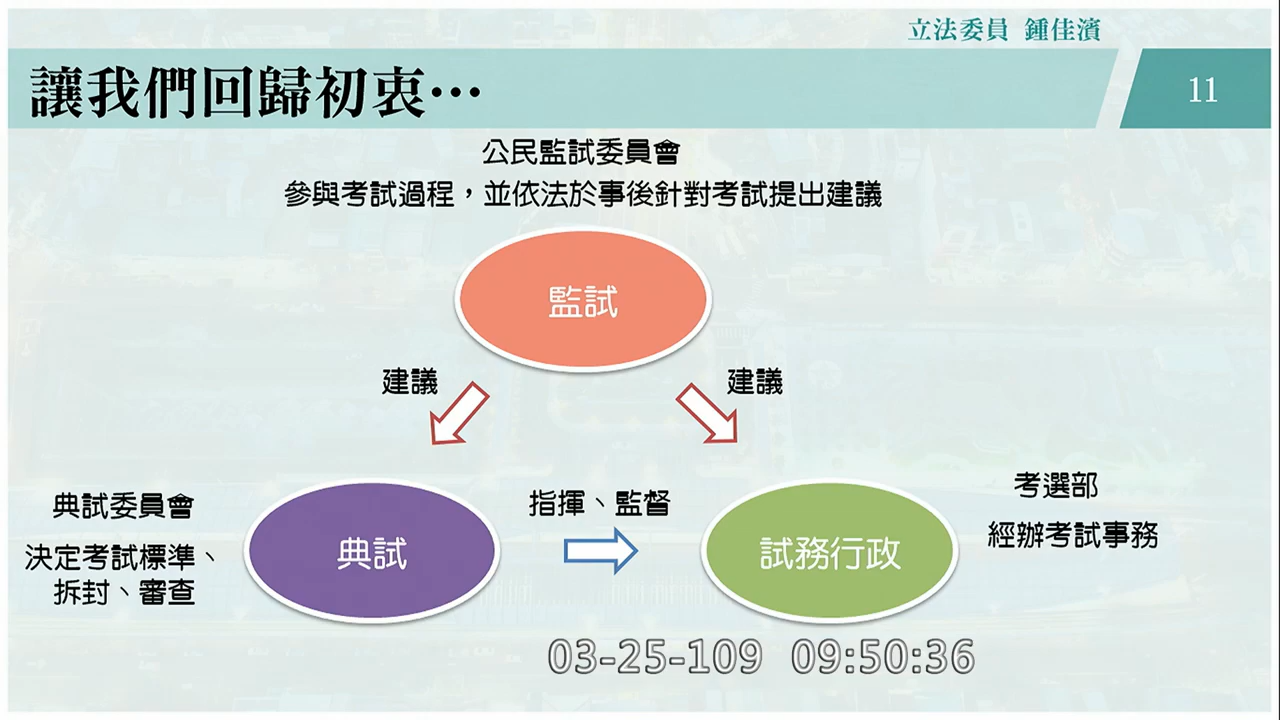 立法委員 鍾佳濱
讓我們回歸初衷…
11
公民監試委員會
參與考試過程，並依法於事後針對考試提出建議
監試
建議
建議
典試委員會
決定考試標準、
拆封、審查
典試
指揮、監督
試務行政
考選部
經辦考試事務
03-25-109 09:50:36